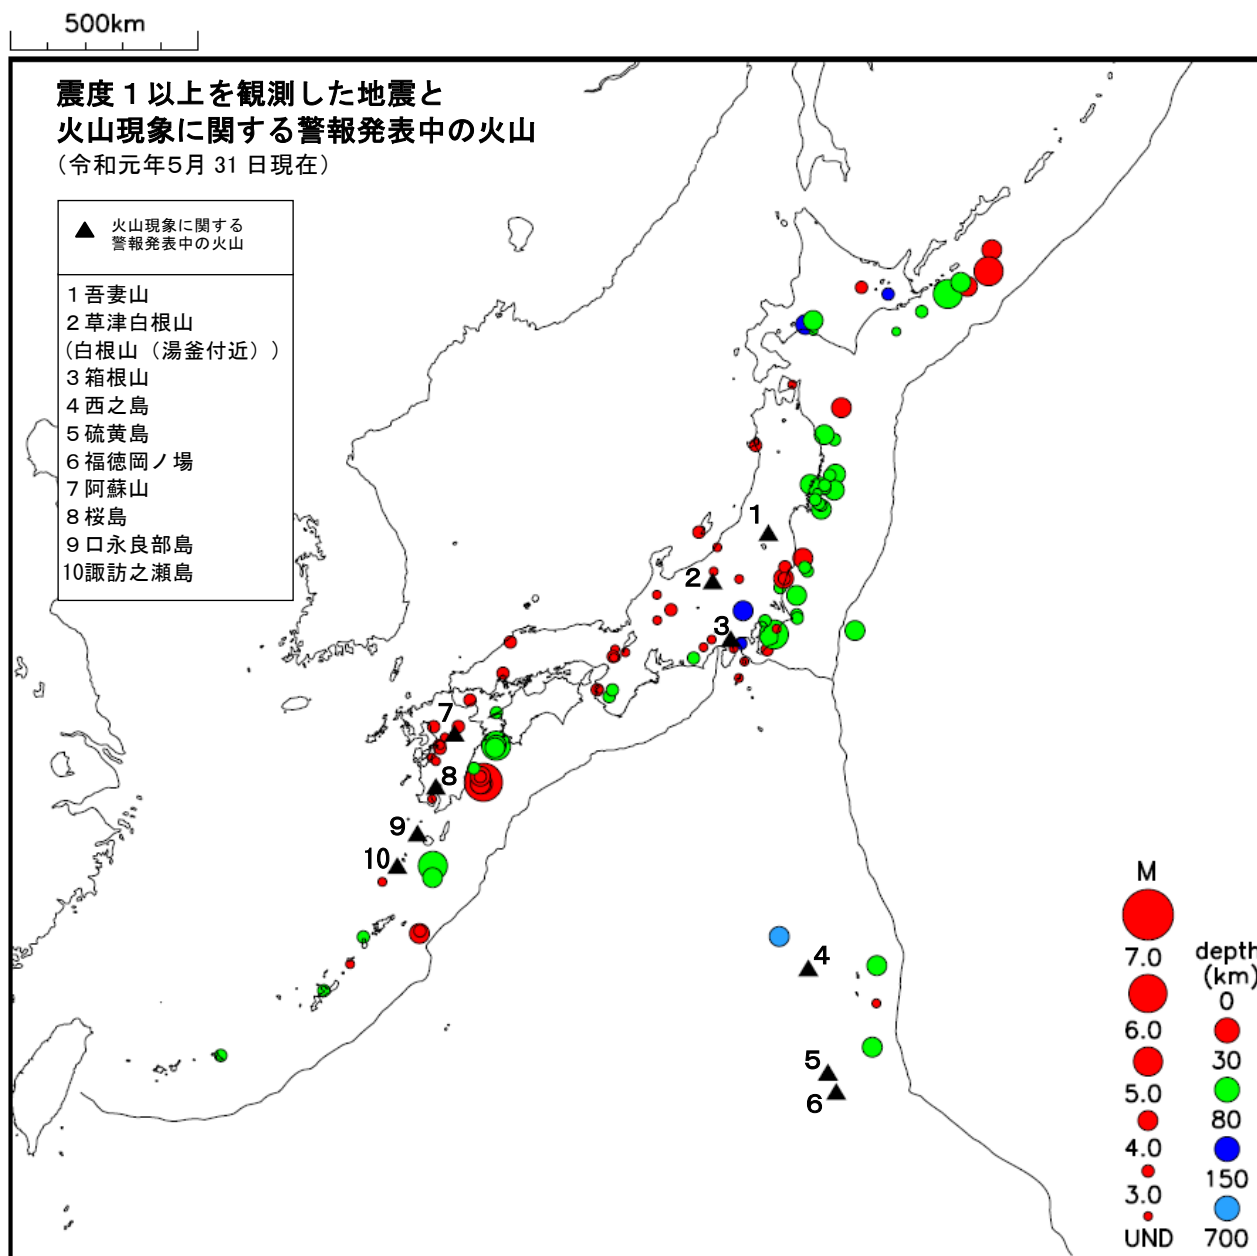 500km
震度1以上を観測した地震と
火山現象に関する警報発表中の火山
(令和元年5月 31 日現在)
▲ 火山現象に関する
警報発表中の火山
1吾妻山
2草津白根山
(白根山(湯釜付近))
3箱根山
4西之島
5硫黄島
6福徳岡ノ場
7阿蘇山
8桜島
9口永良部島
10諏訪之瀬島
1
2
3
7
8
9
10
4
5
6
M
7.0
6.0
5.0
4.0
3.0
UND
depth
(km)
0
30
80
150
700